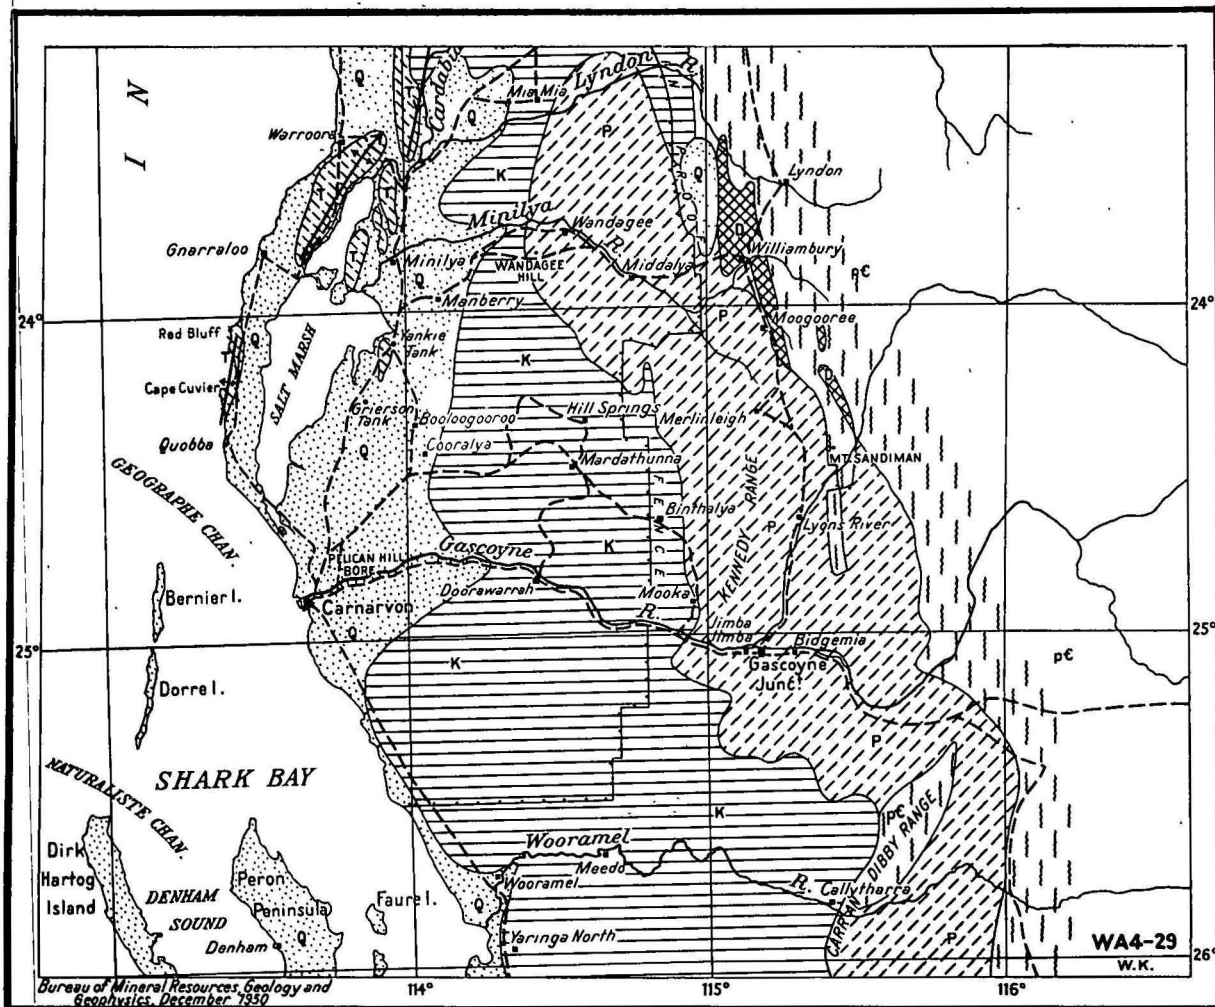 I N
Cardabia
Lyndon R.
Mia Mia
Q
T
Q
Warroora
P
N
K
PROOF
Q
Lyndon
T
Minilya R.
Wandagee
D
Gnarraloo
T
Minilya
WANDAGEE
HILL
Middalya
Williambury
Q
Manberry
p€
24°
24°
Red Bluff
Q
SALT MARSH
Yankie
Tank
P
Moogooree
T
K
Cape Cuvier
Grierson
Tank
Booloogooroo
Hill Springs
Merlinleigh
D
Quobba
Q
Cooralya
Mardathunna
MT. SANDIMAN
GEOGRAPHE CHAN.
FENCE
KENNEDY RANGE
Binthalya
P
Lyons River
PELICAN HILL
BORE
Gascoyne R.
K
Bernier I.
Doorawarrah
Mooka
Carnarvon
Q
Jimba
Jimba
Bidgemia
25°
25°
K
Gascoyne
Junc.
p€
Dorre I.
P
NATURALISTE CHAN.
SHARK BAY
K
p€
CARRANDIBBY RANGE
Wooramel R.
Dirk
Hartog
Island
Peron
Peninsula
Meedo
Wooramel
Callytharra
DENHAM
SOUND
Faure I.
Q
Q
Denham
Yaringa North
P
WA4-29
W.K.
26°
Bureau of Mineral Resources, Geology and
Geophysics, December 1950
114°
115°
116°